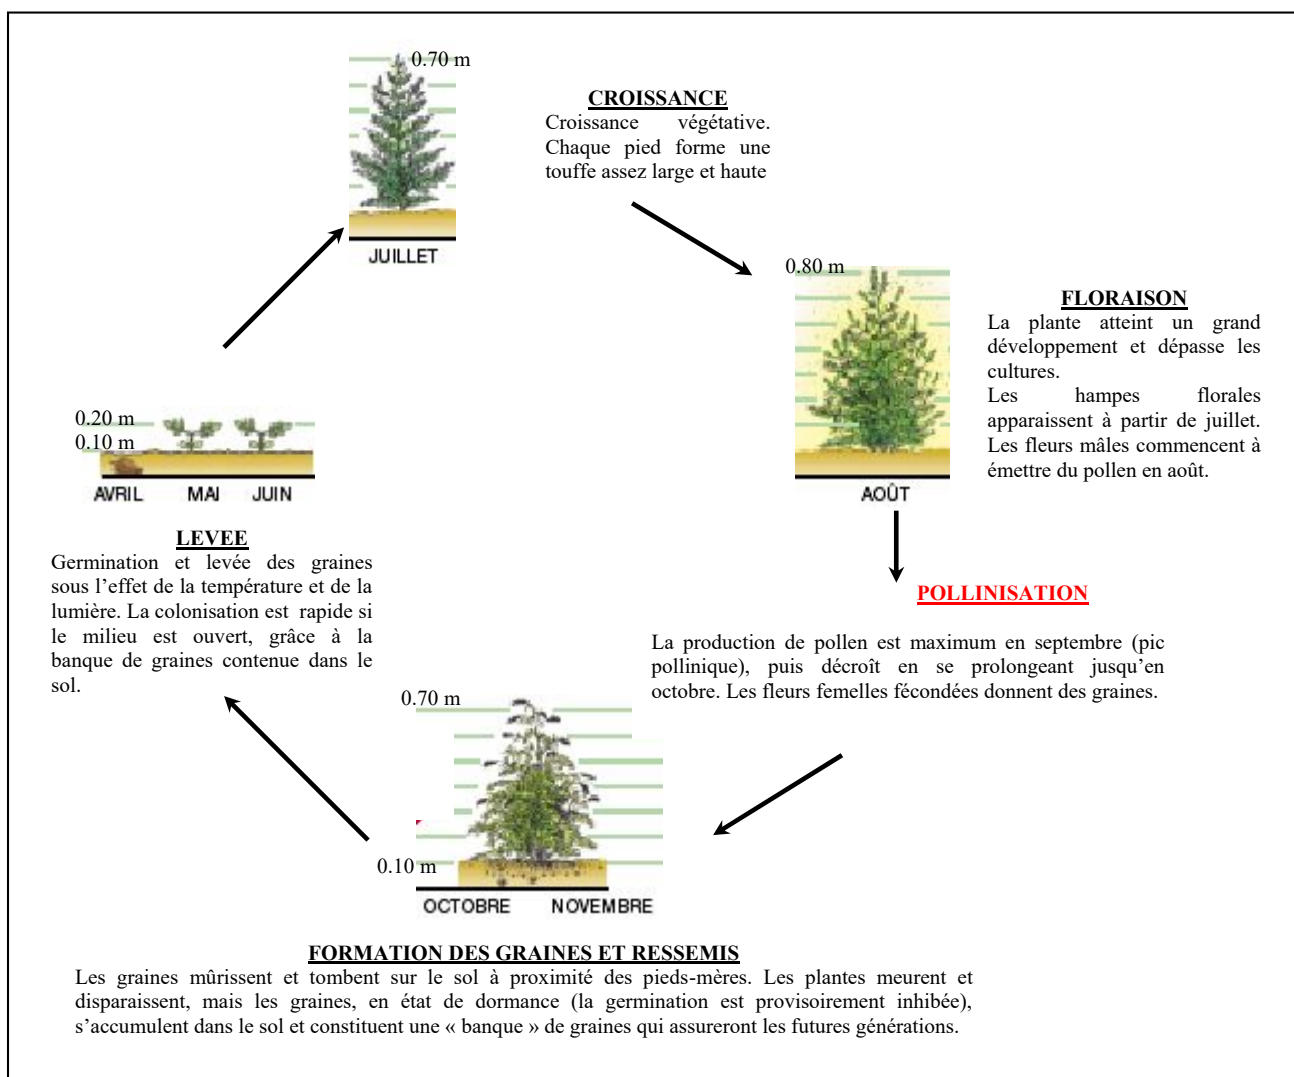 0.70 m
JUILLET
CROISSANCE
Croissance végétative.
Chaque pied forme une
touffe assez large et haute
0.80 m
AOÛT
FLORAISON
La plante atteint un grand
développement et dépasse les
cultures.
Les hampes florales
apparaissent à partir de juillet.
Les fleurs mâles commencent à
émettre du pollen en août.
0.20 m
0.10 m
AVRIL MAI JUIN
LEVEE
Germination et levée des graines
sous l’effet de la température et de la
lumière. La colonisation est rapide si
le milieu est ouvert, grâce à la
banque de graines contenue dans le
sol.
POLLINISATION
La production de pollen est maximum en septembre (pic
pollinique), puis décroît en se prolongeant jusqu’en
octobre. Les fleurs femelles fécondées donnent des graines.
0.70 m
0.10 m
OCTOBRE NOVEMBRE
FORMATION DES GRAINES ET RESSEMIS
Les graines mûrissent et tombent sur le sol à proximité des pieds-mères. Les plantes meurent et
disparaissent, mais les graines, en état de dormance (la germination est provisoirement inhibée),
s’accumulent dans le sol et constituent une « banque » de graines qui assureront les futures générations.